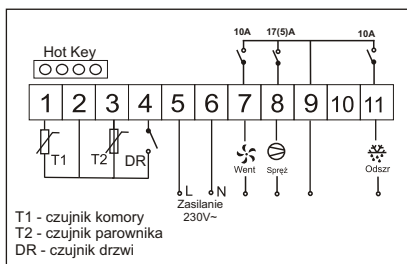 10A 17(5)A 10A
Hot Key
1 2 3 4 5 6 7 8 9 10 11
T1 T2 DR
L N Went Spręż Odszr
Zasilanie
230V~
T1 - czujnik komory
T2 - czujnik parownika
DR - czujnik drzwi